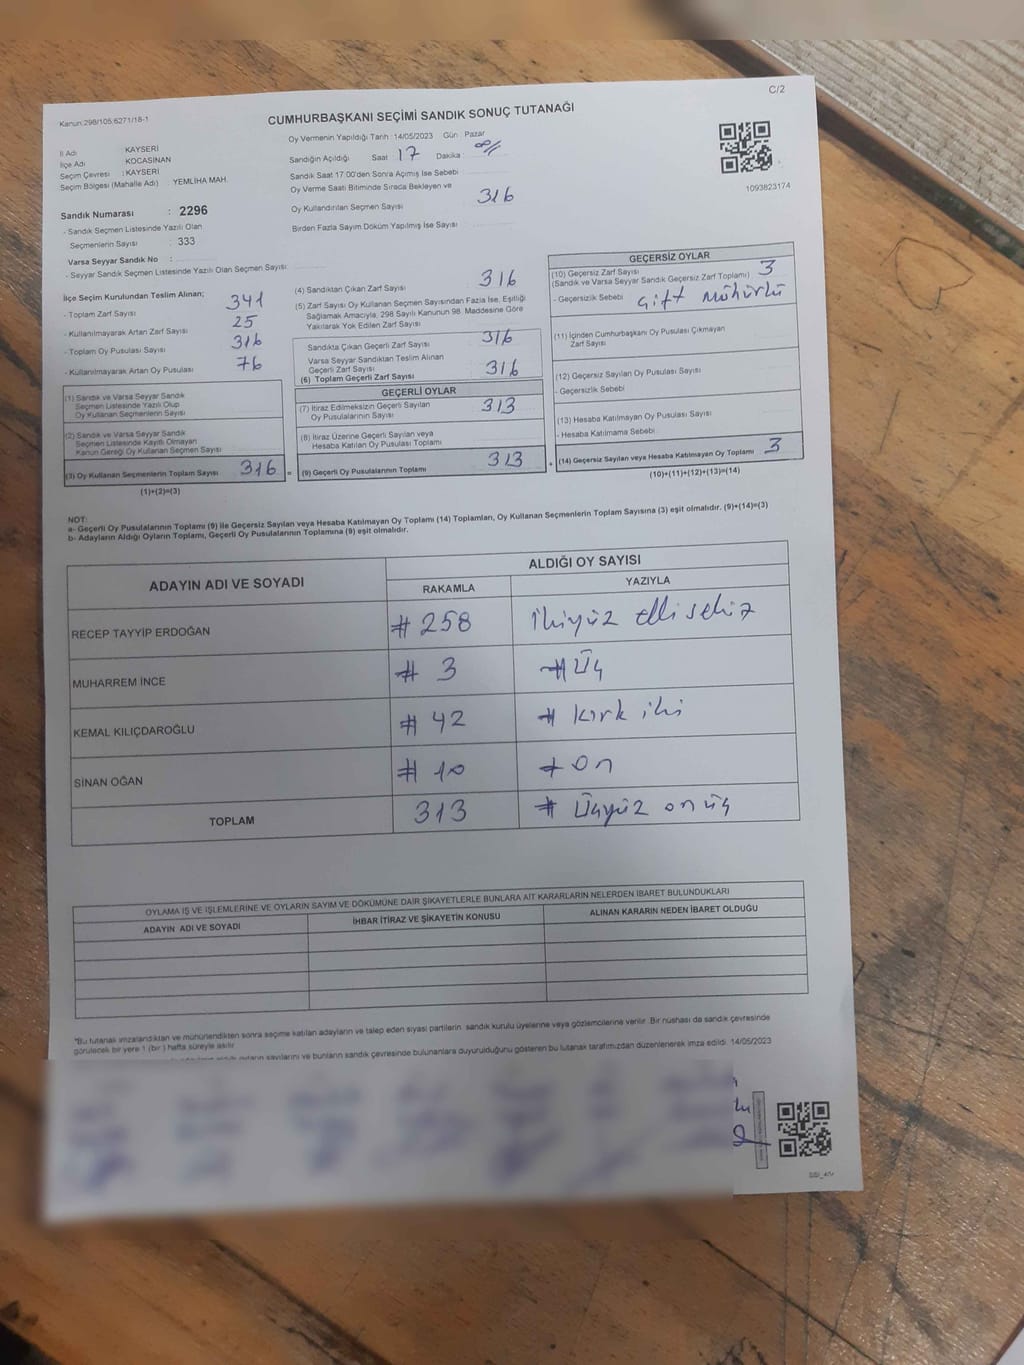 C/2
Kanun:298/105,6271/18-1
CUMHURBAŞKANI SEÇİMİ SANDIK SONUÇ TUTANAĞI
İl Adı : KAYSERİ
İlçe Adı : KOCASİNAN
Seçim Çevresi : KAYSERİ
Seçim Bölgesi (Mahalle Adı) : YEMLİHA MAH.
Sandık Numarası : 2296
- Sandık Seçmen Listesinde Yazılı Olan
Seçmenlerin Sayısı : 333
Varsa Seyyar Sandık No :
- Seyyar Sandık Seçmen Listesinde Yazılı Olan Seçmen Sayısı:
Oy Vermenin Yapıldığı Tarih : 14/05/2023 Gün : Pazar
Sandığın Açıldığı Saat 17 Dakika :
Sandık Saat 17:00'den Sonra Açımış İse Sebebi
Oy Verme Saati Bitiminde Sırada Bekleyen ve
Oy Kullandırılan Seçmen Sayısı : 316
Birden Fazla Sayım Döküm Yapılmış İse Sayısı
1093823174
İlçe Seçim Kurulundan Teslim Alınan;
- Toplam Zarf Sayısı 341
- Kullanılmayarak Artan Zarf Sayısı 25
- Toplam Oy Pusulası Sayısı 316
- Kullanılmayarak Artan Oy Pusulası 76
(1) Sandık ve Varsa Seyyar Sandık
Seçmen Listesinde Yazılı Olup
Oy Kullanan Seçmenlerin Sayısı
(2) Sandık ve Varsa Seyyar Sandık
Seçmen Listesinde Kayıtlı Olmayan
Kanun Gereği Oy Kullanan Seçmen Sayısı
(3) Oy Kullanan Seçmenlerin Toplam Sayısı 316 =
(1)+(2)=(3)
(4) Sandıktan Çıkan Zarf Sayısı : 316
(5) Zarf Sayısı Oy Kullanan Seçmen Sayısından Fazla İse, Eşitliği
Sağlamak Amacıyla, 298 Sayılı Kanunun 98. Maddesine Göre
Yakılarak Yok Edilen Zarf Sayısı
Sandıkta Çıkan Geçerli Zarf Sayısı 316
Varsa Seyyar Sandıktan Teslim Alınan
Geçerli Zarf Sayısı
(6) Toplam Geçerli Zarf Sayısı 316
GEÇERLİ OYLAR
(7) İtiraz Edilmeksizin Geçerli Sayılan
Oy Pusulalarının Sayısı 313
(8) İtiraz Üzerine Geçerli Sayılan veya
Hesaba Katılan Oy Pusulası Toplamı
(9) Geçerli Oy Pusulalarının Toplamı 313 +
GEÇERSİZ OYLAR
(10) Geçersiz Zarf Sayısı 3
(Sandık ve Varsa Seyyar Sandık Geçersiz Zarf Toplamı)
- Geçersizlik Sebebi çift mühürlü
(11) İçinden Cumhurbaşkanı Oy Pusulası Çıkmayan
Zarf Sayısı
(12) Geçersiz Sayılan Oy Pusulası Sayısı
- Geçersizlik Sebebi
(13) Hesaba Katılmayan Oy Pusulası Sayısı
- Hesaba Katılmama Sebebi
(14) Geçersiz Sayılan veya Hesaba Katılmayan Oy Toplamı 3
(10)+(11)+(12)+(13)=(14)
NOT:
a- Geçerli Oy Pusulalarının Toplamı (9) ile Geçersiz Sayılan veya Hesaba Katılmayan Oy Toplamı (14) Toplamları, Oy Kullanan Seçmenlerin Toplam Sayısına (3) eşit olmalıdır. (9)+(14)=(3)
b- Adayların Aldığı Oyların Toplamı, Geçerli Oy Pusulalarının Toplamına (9) eşit olmalıdır.
ADAYIN ADI VE SOYADI
ALDIĞI OY SAYISI
RAKAMLA YAZIYLA
RECEP TAYYİP ERDOĞAN # 258 ikiyüz elli sekiz
MUHARREM İNCE # 3 # Üç
KEMAL KILIÇDAROĞLU # 42 # Kırk iki
SİNAN OĞAN # 10 # On
TOPLAM 313 # Üçyüz on üç
OYLAMA İŞ VE İŞLEMLERİNE VE OYLARIN SAYIM VE DÖKÜMÜNE DAİR ŞİKAYETLERLE BUNLARA AİT KARARLARIN NELERDEN İBARET BULUNDUKLARI
ADAYIN ADI VE SOYADI İHBAR İTİRAZ VE ŞİKAYETİN KONUSU ALINAN KARARIN NEDEN İBARET OLDUĞU
*Bu tutanak imzalandıktan ve mühürlendikten sonra seçime katılan adayların ve talep eden siyasi partilerin sandık kurulu üyelerine veya gözlemcilerine verilir. Bir nüshası da sandık çevresinde
görülecek bir yere 1 (bir) hafta süreyle asılır.
oyların sayılarını ve bunların sandık çevresinde bulunanlara duyurulduğunu gösteren bu tutanak tarafımızdan düzenlenerek imza edildi. 14/05/2023